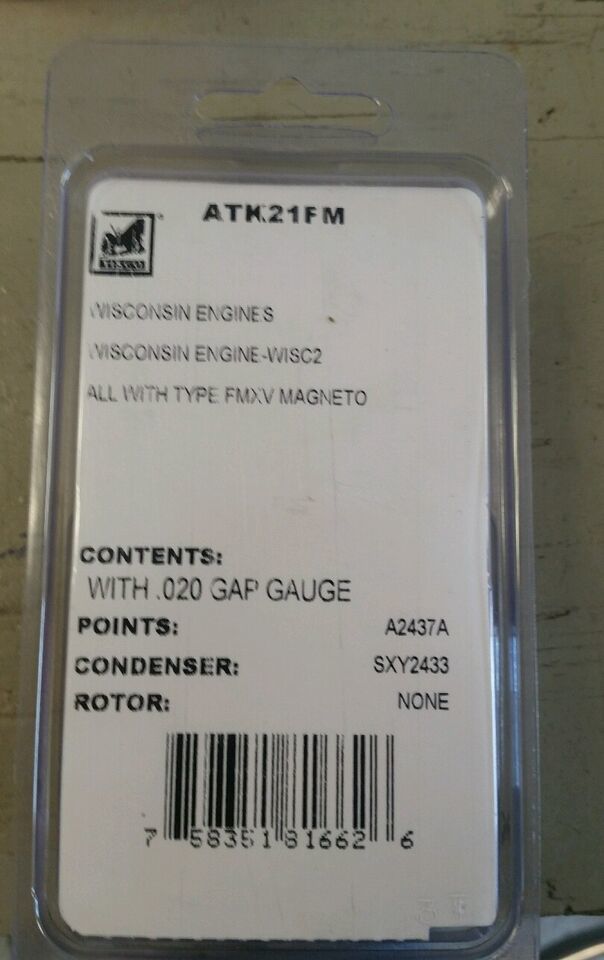 ATK21FM
TISCO
WISCONSIN ENGINES
WISCONSIN ENGINE-WISC2
ALL WITH TYPE FMXV MAGNETO
CONTENTS:
WITH .020 GAP GAUGE
POINTS: A2437A
CONDENSER: SXY2433
ROTOR: NONE
7 58351 81662 6